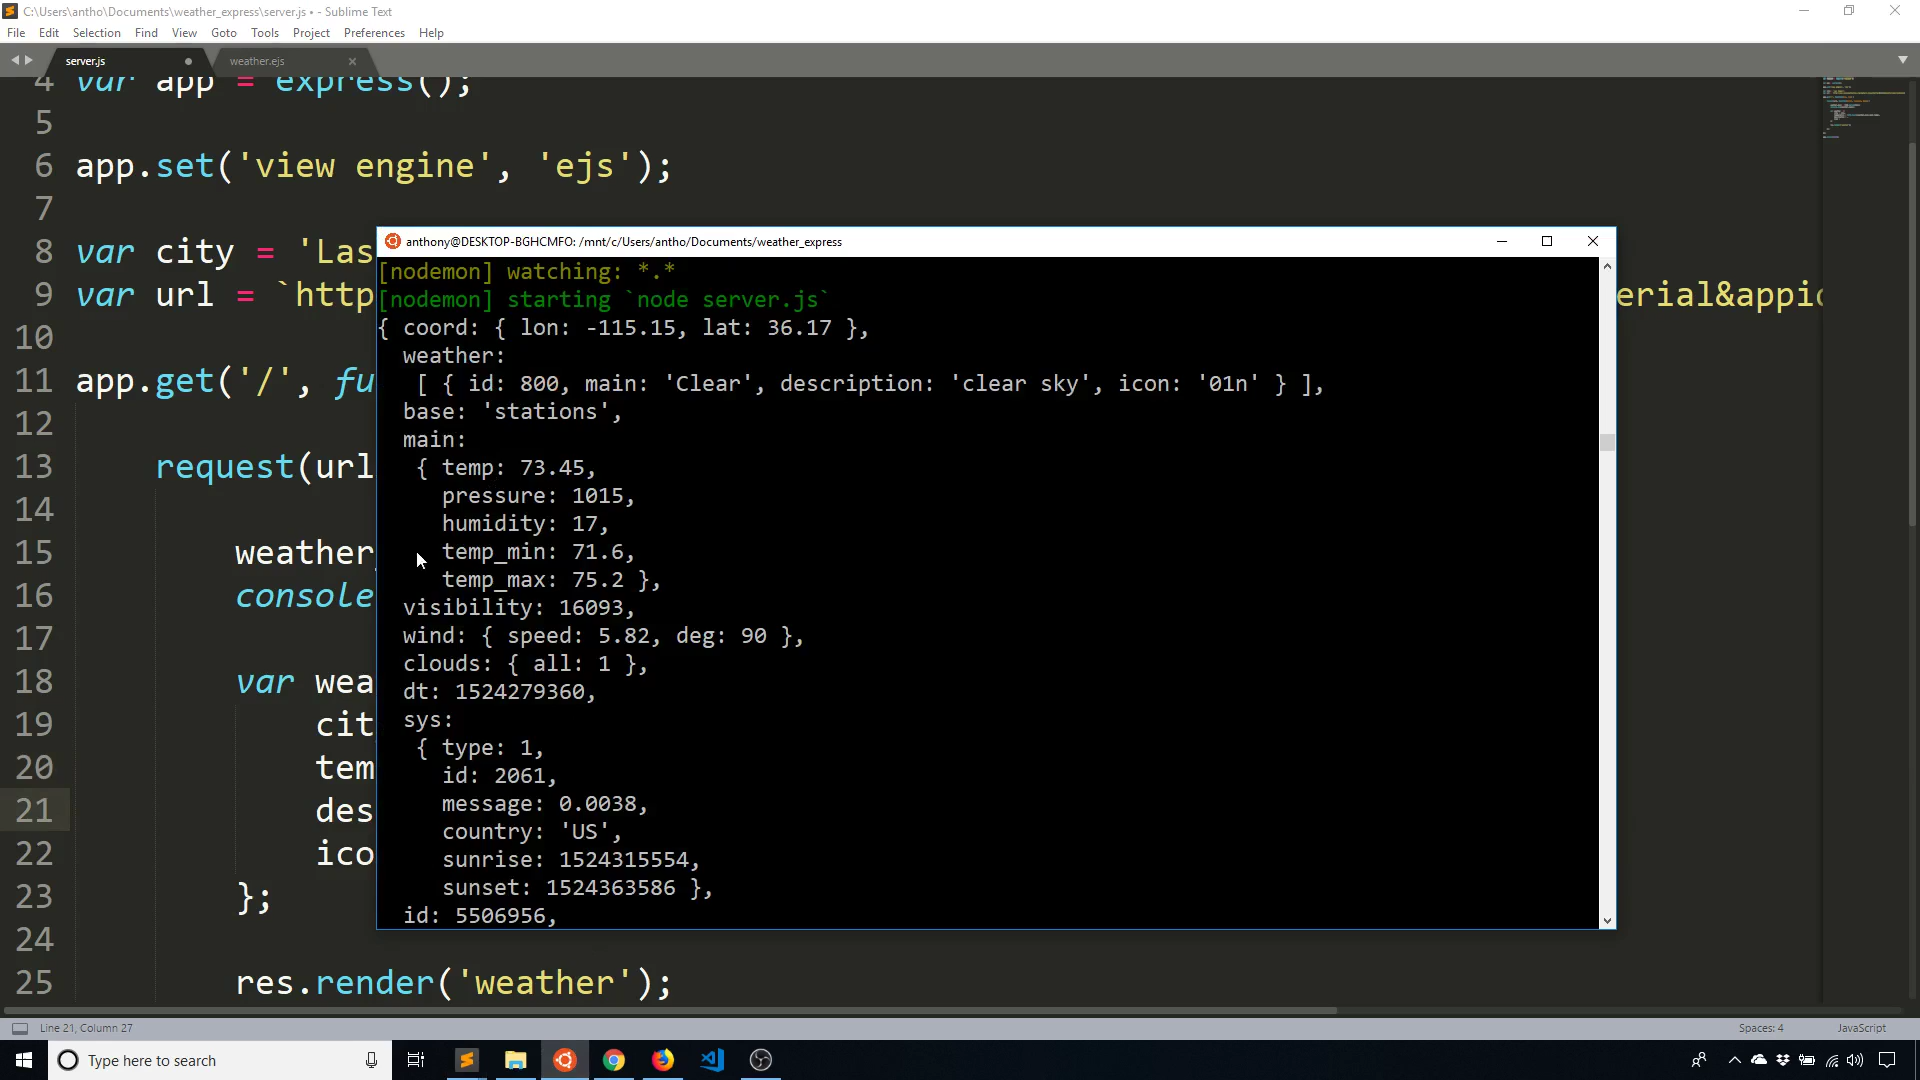 C:\Users\antho\Documents\weather_express\server.js • - Sublime Text
File Edit Selection Find View Goto Tools Project Preferences Help
server.js weather.ejs
4 var app = express();
5
6 app.set('view engine', 'ejs');
7
8 var city = 'Las
9 var url = `http erial&appi
10
11 app.get('/', fu
12
13 request(url
14
15 weather
16 console
17
18 var wea
19 cit
20 tem
21 des
22 ico
23 };
24
25 res.render('weather');
anthony@DESKTOP-BGHCMFO: /mnt/c/Users/antho/Documents/weather_express
[nodemon] watching: *.*
[nodemon] starting `node server.js`
{ coord: { lon: -115.15, lat: 36.17 },
weather:
[ { id: 800, main: 'Clear', description: 'clear sky', icon: '01n' } ],
base: 'stations',
main:
{ temp: 73.45,
pressure: 1015,
humidity: 17,
temp_min: 71.6,
temp_max: 75.2 },
visibility: 16093,
wind: { speed: 5.82, deg: 90 },
clouds: { all: 1 },
dt: 1524279360,
sys:
{ type: 1,
id: 2061,
message: 0.0038,
country: 'US',
sunrise: 1524315554,
sunset: 1524363586 },
id: 5506956,
Line 21, Column 27 Spaces: 4 JavaScript
Type here to search